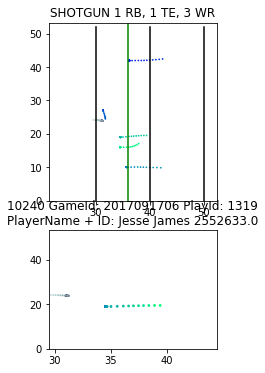 SHOTGUN 1 RB, 1 TE, 3 WR
50
40
30
20
10
0
30 40 50
10240 GameId: 2017091706 PlayId: 1319
PlayerName + ID: Jesse James 2552633.0
40
20
0
30 35 40